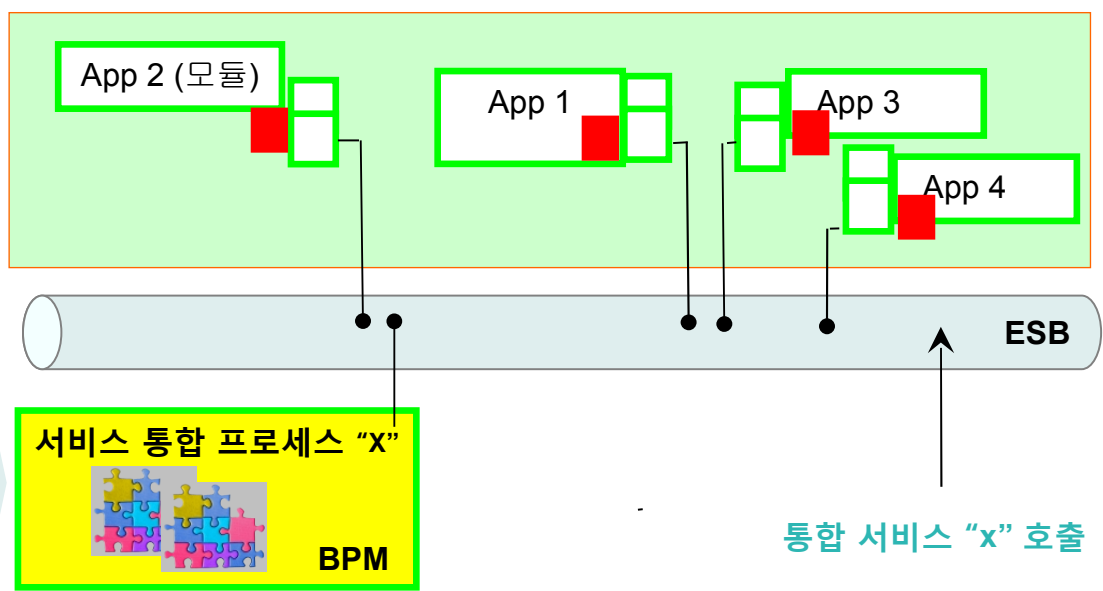 App 2 (모듈)
App 1
App 3
App 4
ESB
서비스 통합 프로세스 “X”
BPM
통합 서비스 “x” 호출